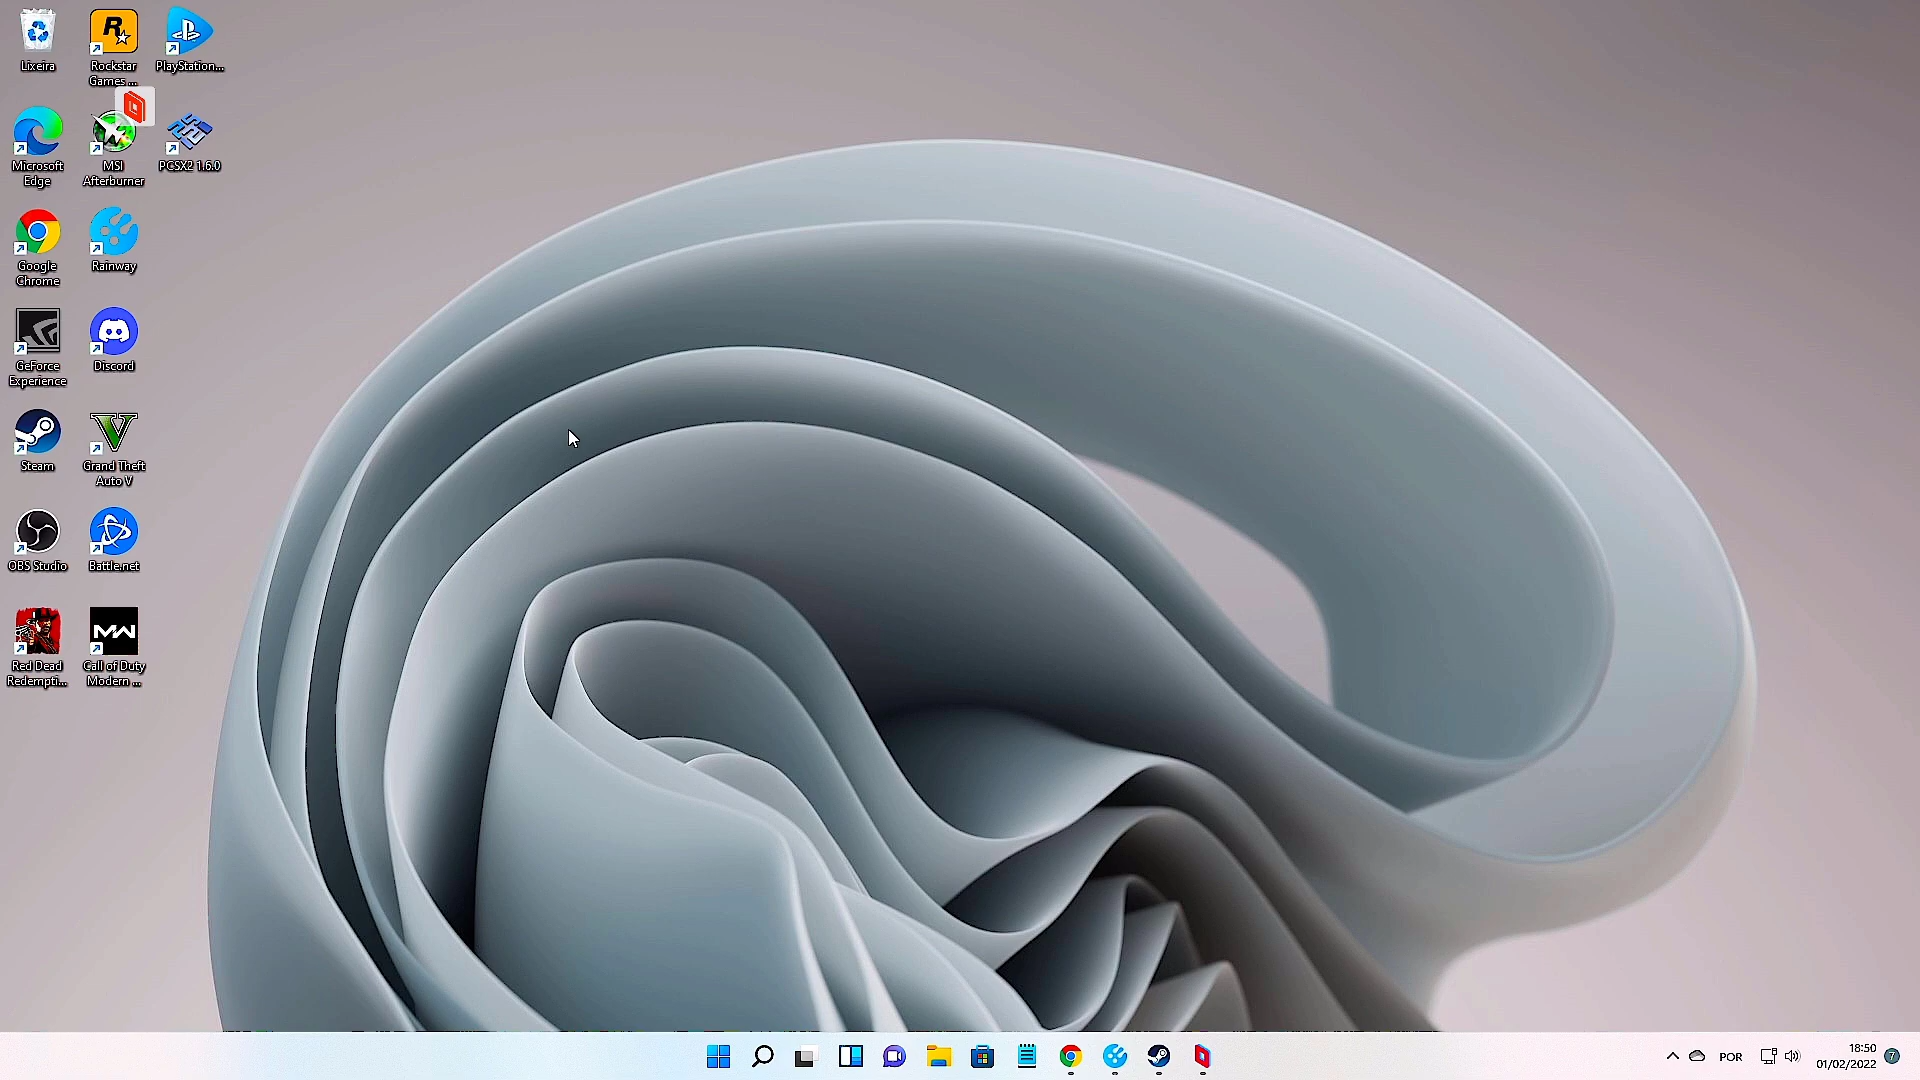 Lixeira
Rockstar
Games ...
PlayStation...
Microsoft
Edge
MSI
Afterburner
PCSX2 1.6.0
Google
Chrome
Rainway
GeForce
Experience
Discord
Steam
Grand Theft
Auto V
OBS Studio
Battle.net
MW
Red Dead
Redempti...
Call of Duty
Modern ...
POR
18:50
01/02/2022
7